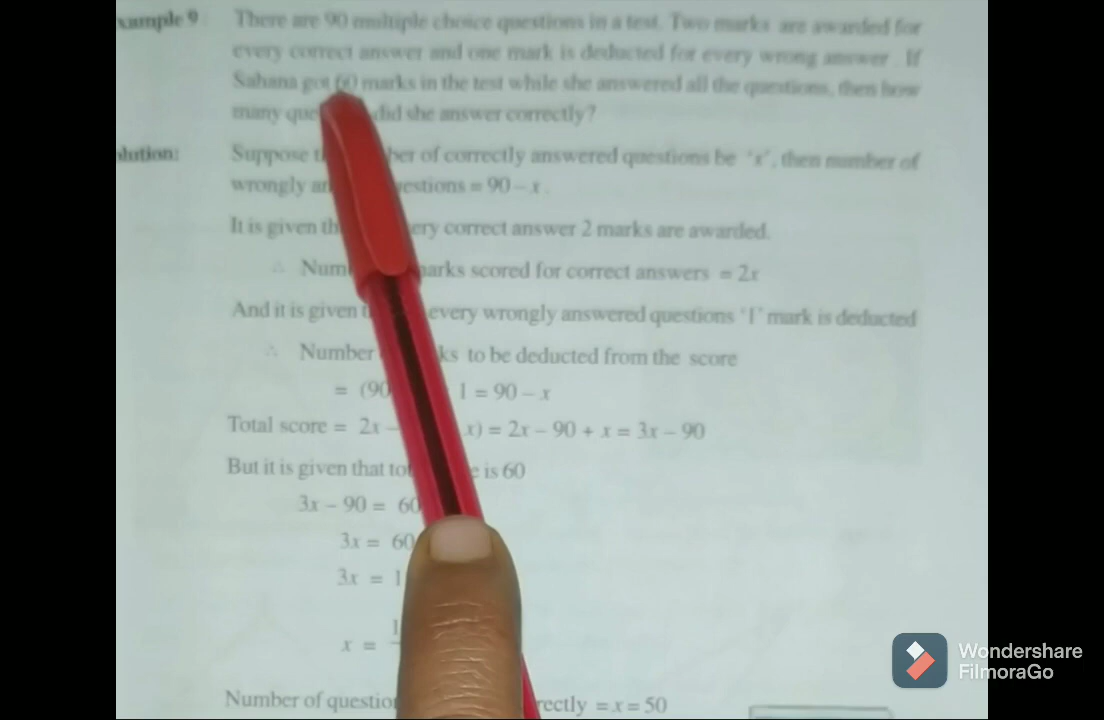 xample 9 There are 90 multiple choice questions in a test. Two marks are awarded for
every correct answer and one mark is deducted for every wrong answer. If
Sahana got 60 marks in the test while she answered all the questions, then how
many que did she answer correctly?
lution: Suppose t ber of correctly answered questions be 'x', then number of
wrongly an estions = 90 – x.
It is given th ery correct answer 2 marks are awarded.
∴ Num marks scored for correct answers = 2x
And it is given t every wrongly answered questions '1' mark is deducted
∴ Number ks to be deducted from the score
= (90 1 = 90 – x
Total score = 2x – x) = 2x – 90 + x = 3x – 90
But it is given that tot e is 60
3x – 90 = 60
3x = 60
3x = 1
x = 1
Number of question rectly = x = 50
Wondershare
FilmoraGo